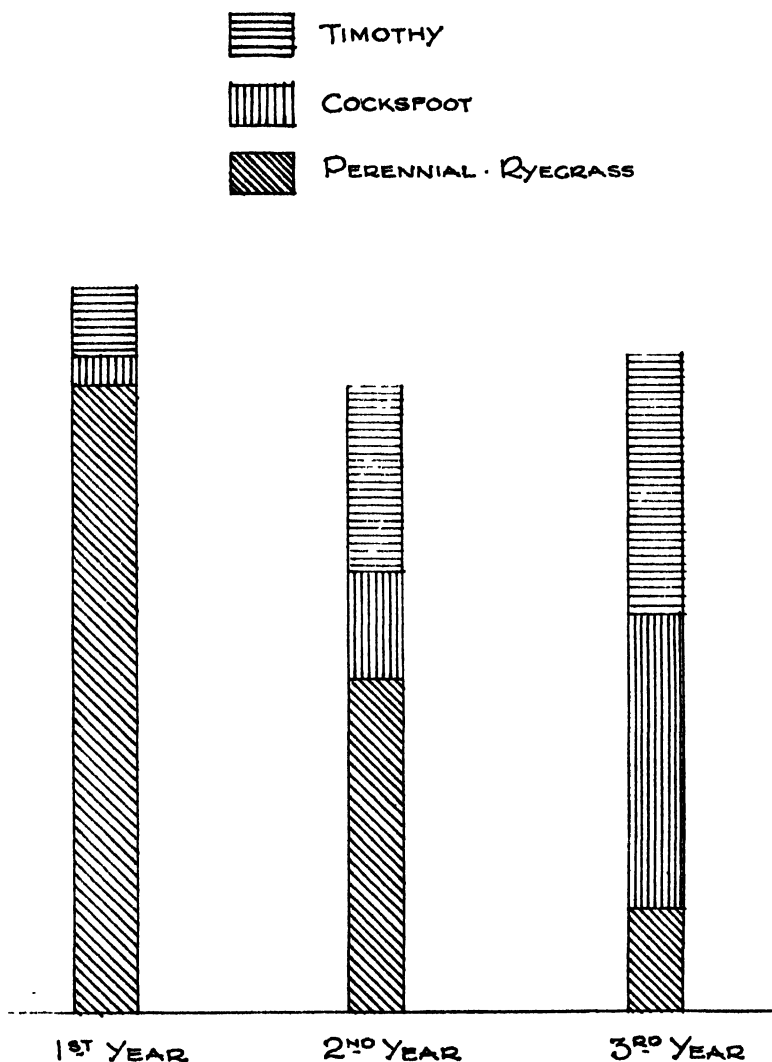 TIMOTHY
COCKSFOOT
PERENNIAL · RYEGRASS
1ST YEAR 2ND YEAR 3RD YEAR